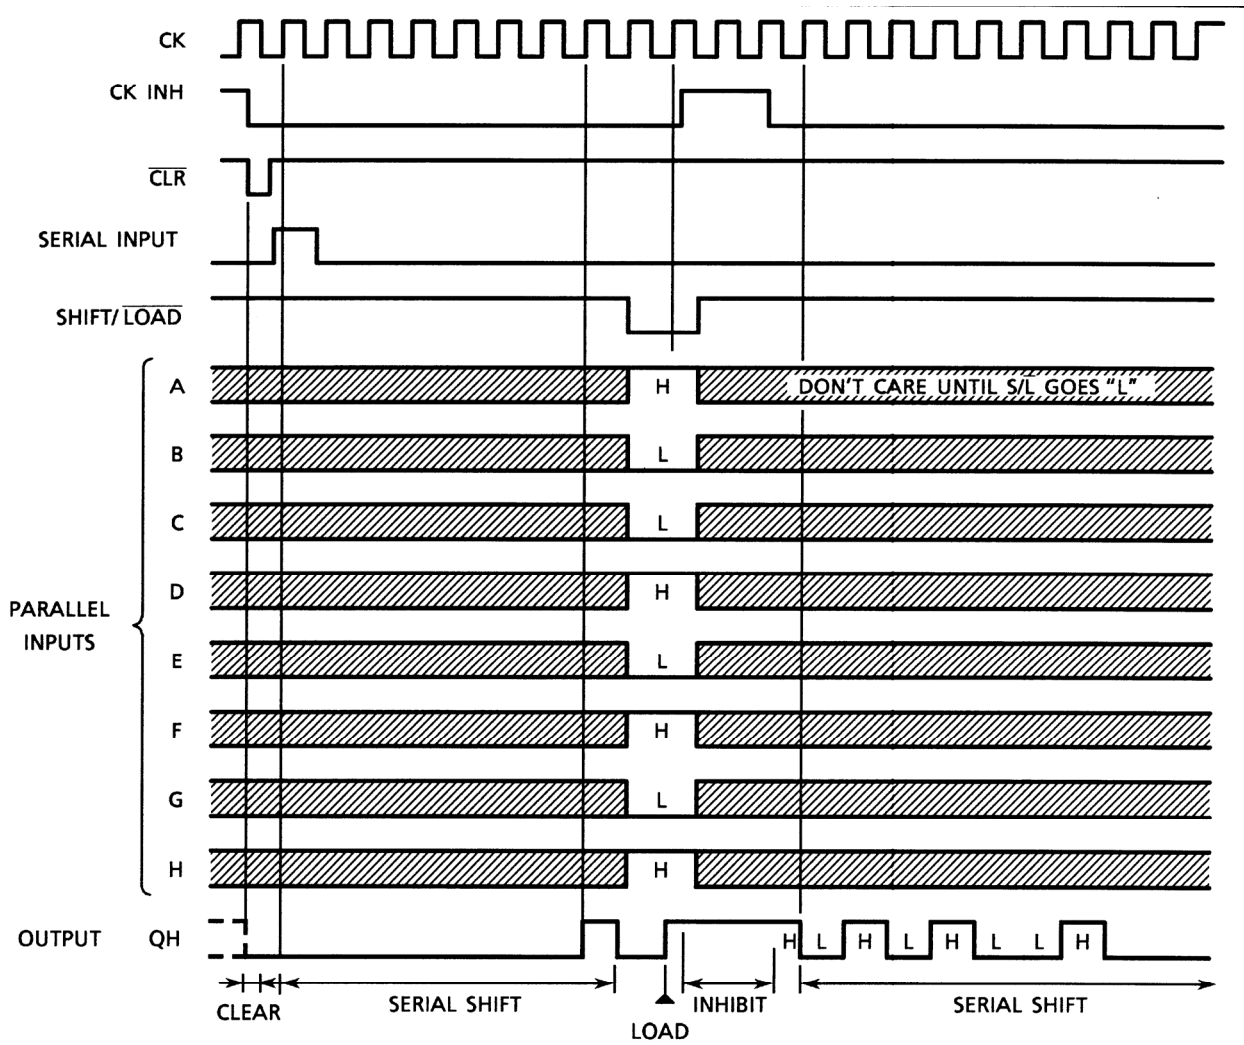 CK
CK INH
CLR
SERIAL INPUT
SHIFT/LOAD
A H DON'T CARE UNTIL S/L GOES "L"
B L
C L
D H
PARALLEL
INPUTS
E L
F H
G L
H H
OUTPUT QH H L H L H L L H
CLEAR SERIAL SHIFT LOAD INHIBIT SERIAL SHIFT